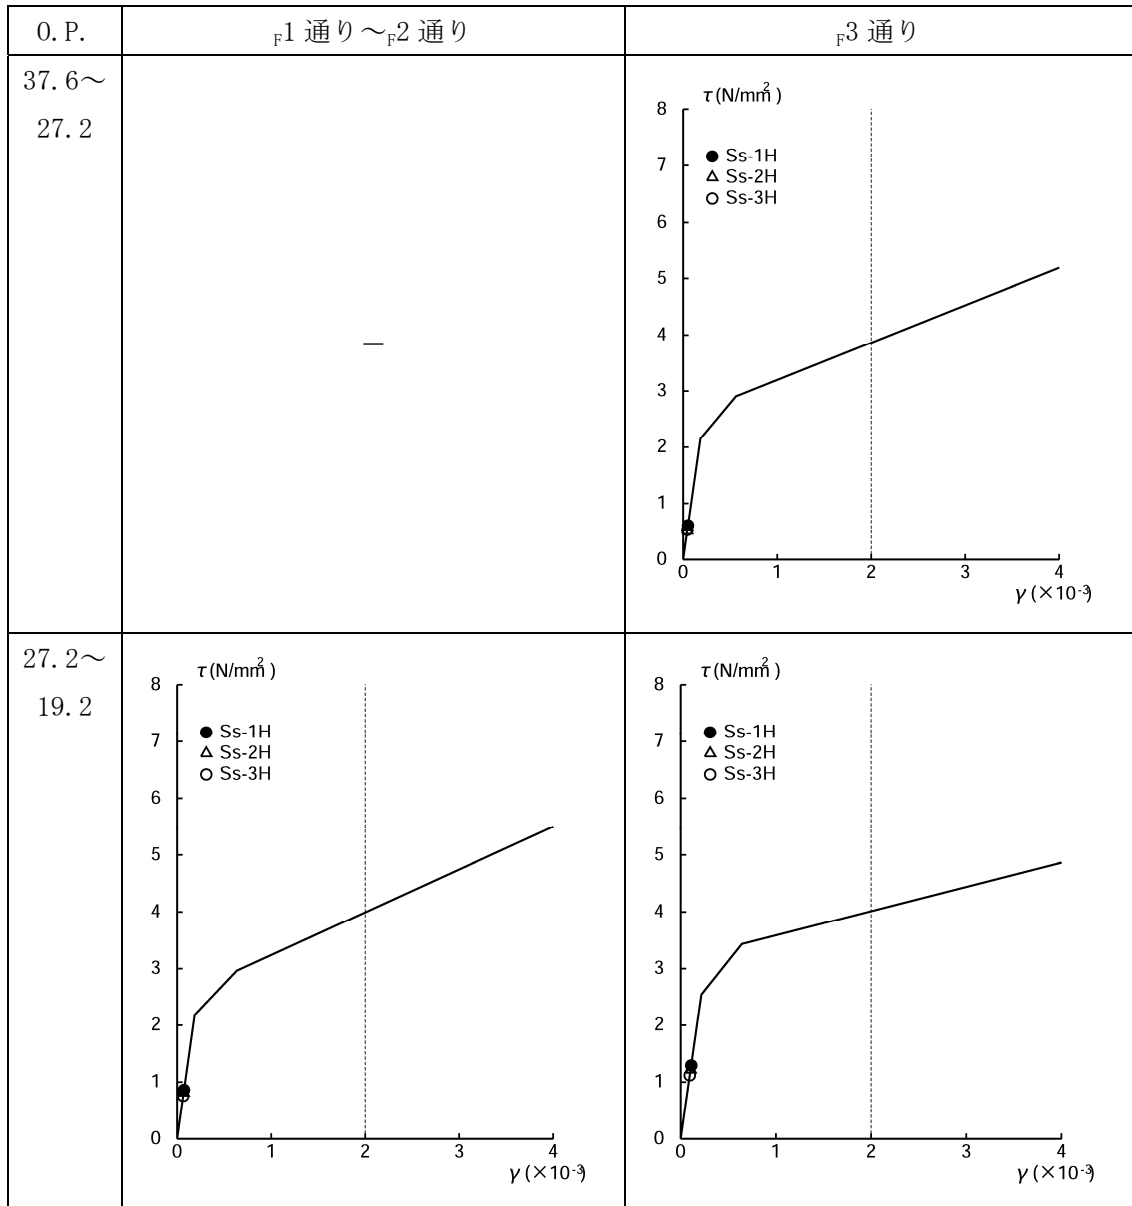 O.P.
F1 通り～F2 通り
F3 通り
37.6～
27.2
—
τ(N/mm2)
8
7
6
5
4
3
2
1
0
● Ss-1H
△ Ss-2H
○ Ss-3H
0 1 2 3 4
γ(×10-3)
27.2～
19.2
τ(N/mm2)
8
7
6
5
4
3
2
1
0
● Ss-1H
△ Ss-2H
○ Ss-3H
0 1 2 3 4
γ(×10-3)
τ(N/mm2)
8
7
6
5
4
3
2
1
0
● Ss-1H
△ Ss-2H
○ Ss-3H
0 1 2 3 4
γ(×10-3)